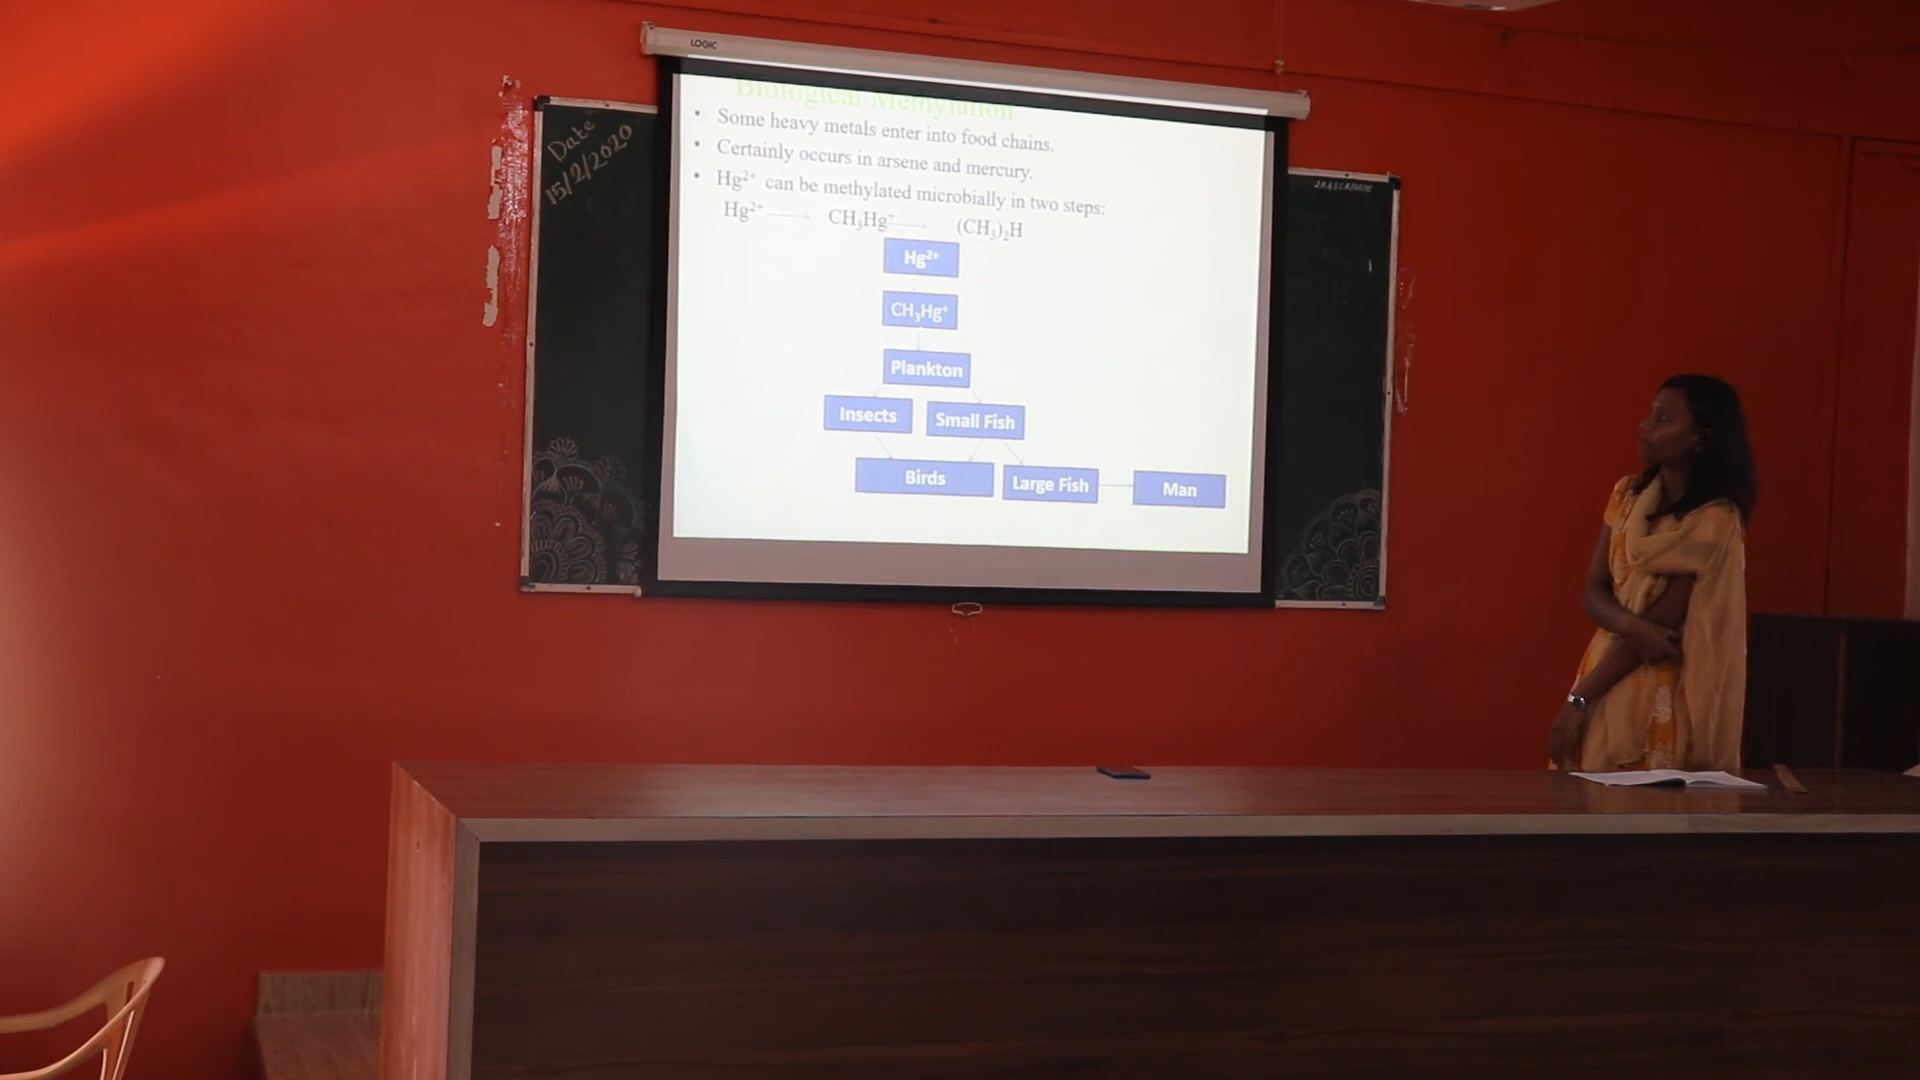 LOGIC
Date
15/2/2020
Biological Methylation
• Some heavy metals enter into food chains.
• Certainly occurs in arsene and mercury.
• Hg²⁺ can be methylated microbially in two steps:
Hg²⁺ → CH₃Hg⁺ → (CH₃)₂H
Hg²⁺
CH₃Hg⁺
Plankton
Insects Small Fish
Birds Large Fish Man